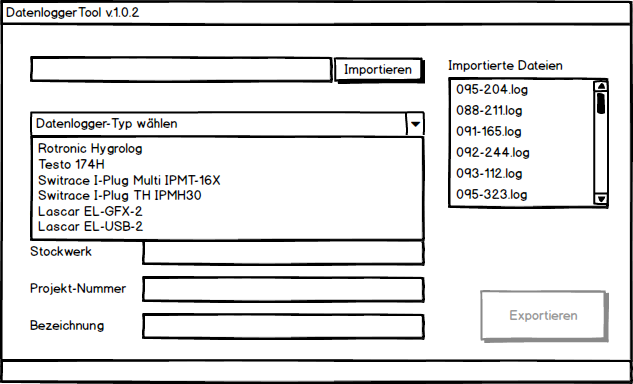 DatenloggerTool v.1.0.2
Importieren
Importierte Dateien
095-204.log
088-211.log
091-165.log
092-244.log
093-112.log
095-323.log
Datenlogger-Typ wählen
Rotronic Hygrolog
Testo 174H
Switrace I-Plug Multi IPMT-16X
Switrace I-Plug TH IPMH30
Lascar EL-GFX-2
Lascar EL-USB-2
Stockwerk
Projekt-Nummer
Bezeichnung
Exportieren